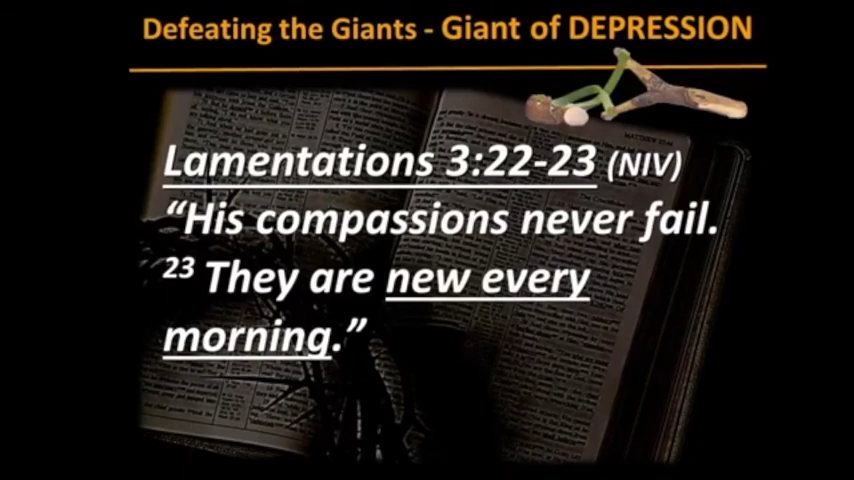 Defeating the Giants - Giant of DEPRESSION
MATTHEW
Lamentations 3:22-23 (NIV)
“His compassions never fail.
23 They are new every
morning.”